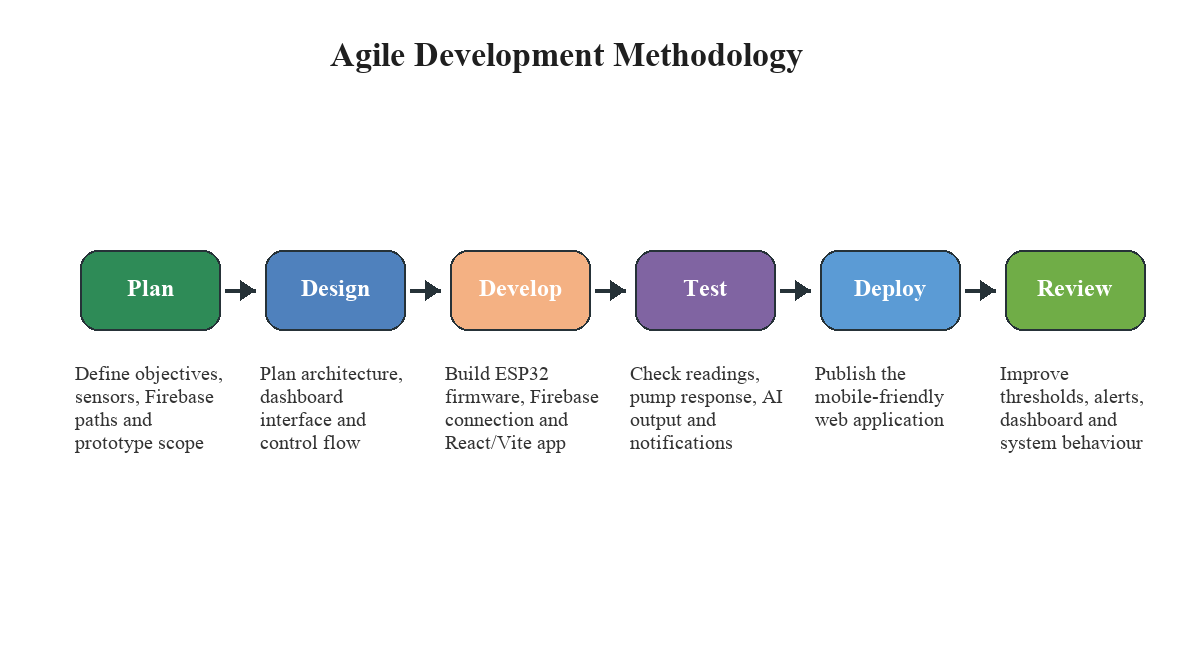 Agile Development Methodology
Plan
Design
Develop
Test
Deploy
Review
Define objectives,
sensors, Firebase
paths and
prototype scope
Plan architecture,
dashboard
interface and
control flow
Build ESP32
firmware, Firebase
connection and
React/Vite app
Check readings,
pump response, AI
output and
notifications
Publish the
mobile-friendly
web application
Improve
thresholds, alerts,
dashboard and
system behaviour